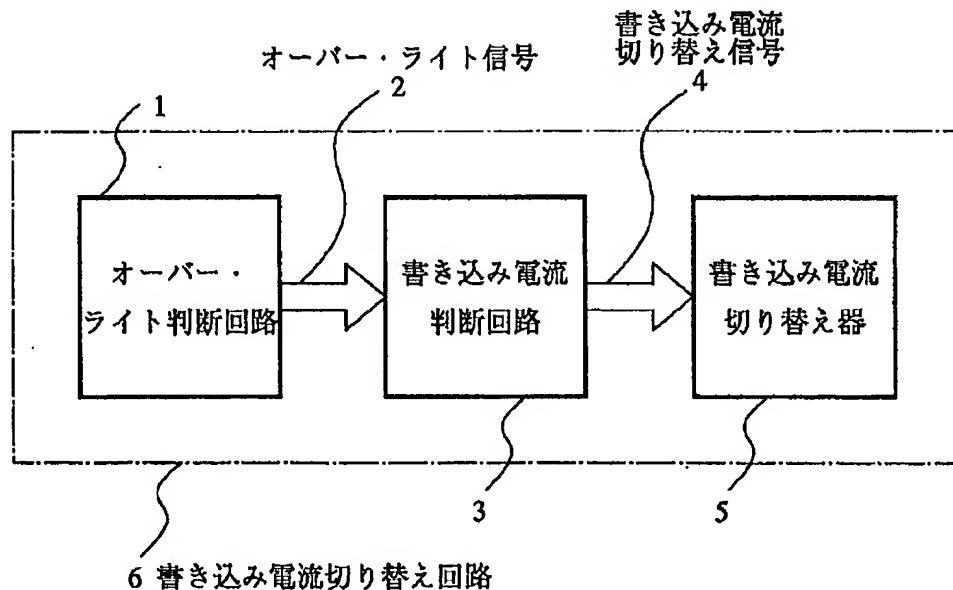 書き込み電流
切り替え信号
オーバー・ライト信号
4
2
1
オーバー・
ライト判断回路
書き込み電流
判断回路
書き込み電流
切り替え器
3
5
6 書き込み電流切り替え回路